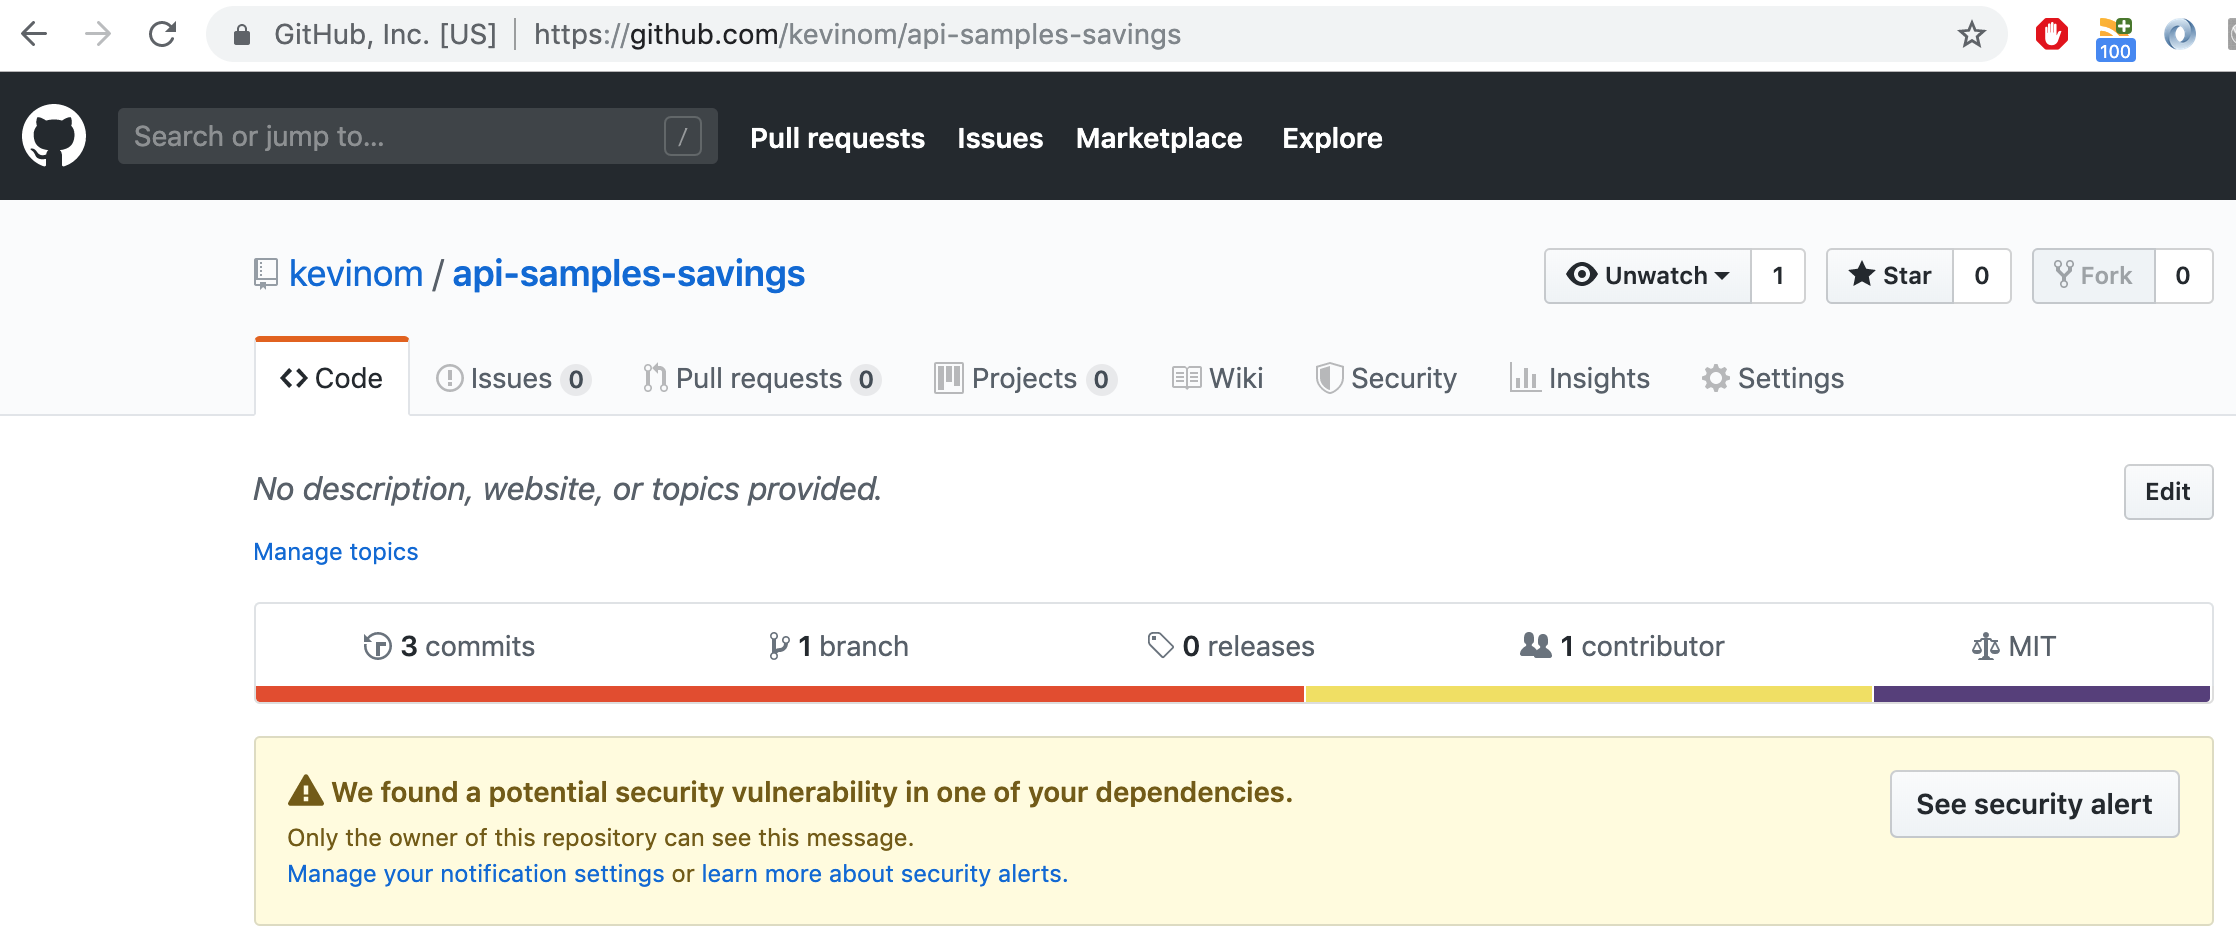 GitHub, Inc. [US] https://github.com/kevinom/api-samples-savings
100
Search or jump to... / Pull requests Issues Marketplace Explore
kevinom / api-samples-savings Unwatch 1 Star 0 Fork 0
Code Issues 0 Pull requests 0 Projects 0 Wiki Security Insights Settings
No description, website, or topics provided. Edit
Manage topics
3 commits 1 branch 0 releases 1 contributor MIT
We found a potential security vulnerability in one of your dependencies. See security alert
Only the owner of this repository can see this message.
Manage your notification settings or learn more about security alerts.